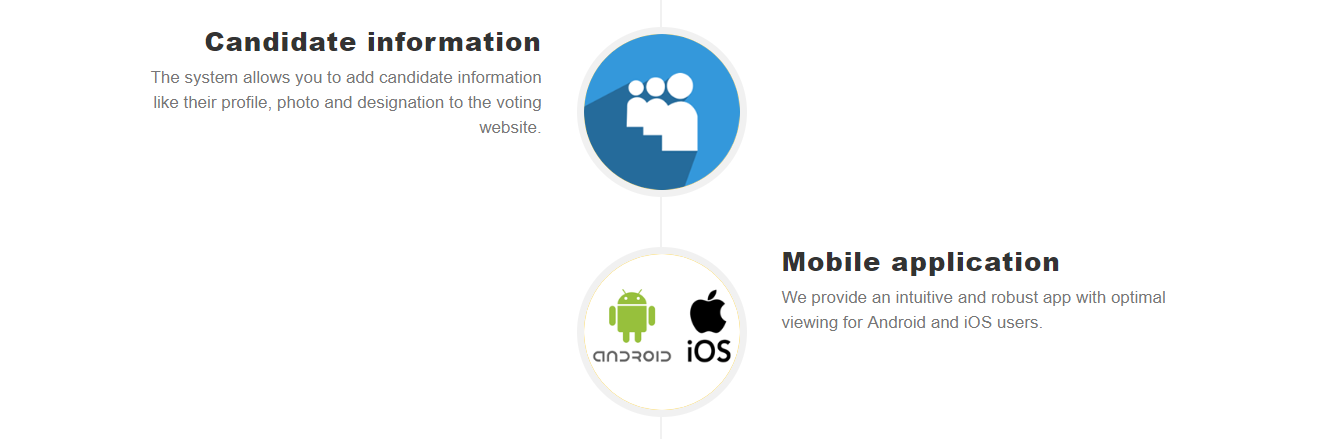 Candidate information
The system allows you to add candidate information
like their profile, photo and designation to the voting
website.
Mobile application
We provide an intuitive and robust app with optimal
viewing for Android and iOS users.
ANDROID
iOS